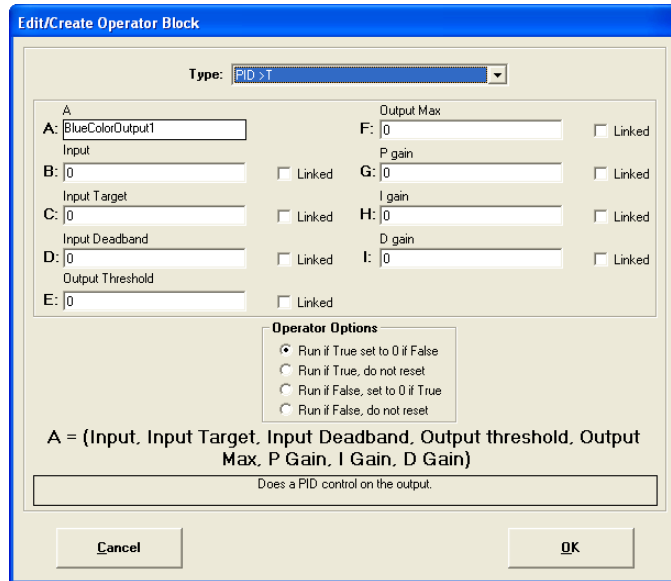 Edit/Create Operator Block
Type: PID >T
A
A: BlueColorOutput1
Input
B: 0 Linked
Input Target
C: 0 Linked
Input Deadband
D: 0 Linked
Output Threshold
E: 0 Linked
Output Max
F: 0 Linked
P gain
G: 0 Linked
I gain
H: 0 Linked
D gain
I: 0 Linked
Operator Options
Run if True set to 0 if False
Run if True, do not reset
Run if False, set to 0 if True
Run if False, do not reset
A = (Input, Input Target, Input Deadband, Output threshold, Output
Max, P Gain, I Gain, D Gain)
Does a PID control on the output.
Cancel OK